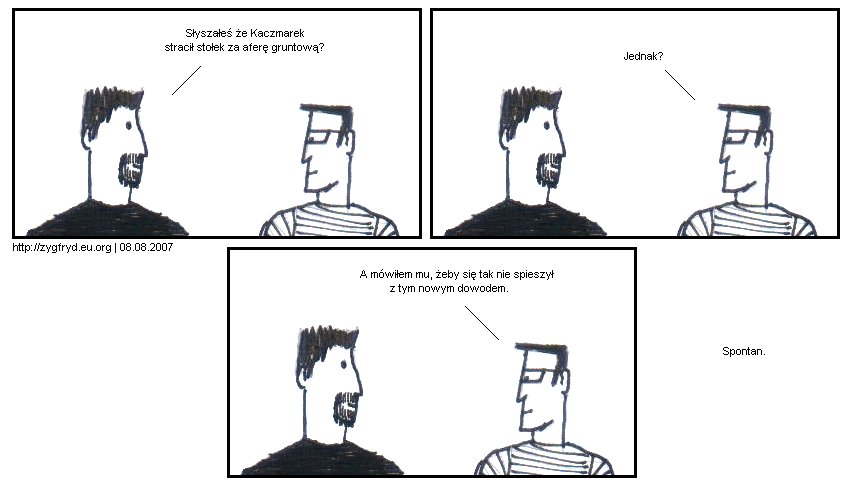 Słyszałeś że Kaczmarek
stracił stołek za aferę gruntową?
Jednak?
http://zygfryd.eu.org | 08.08.2007
A mówiłem mu, żeby się tak nie spieszył
z tym nowym dowodem.
Spontan.